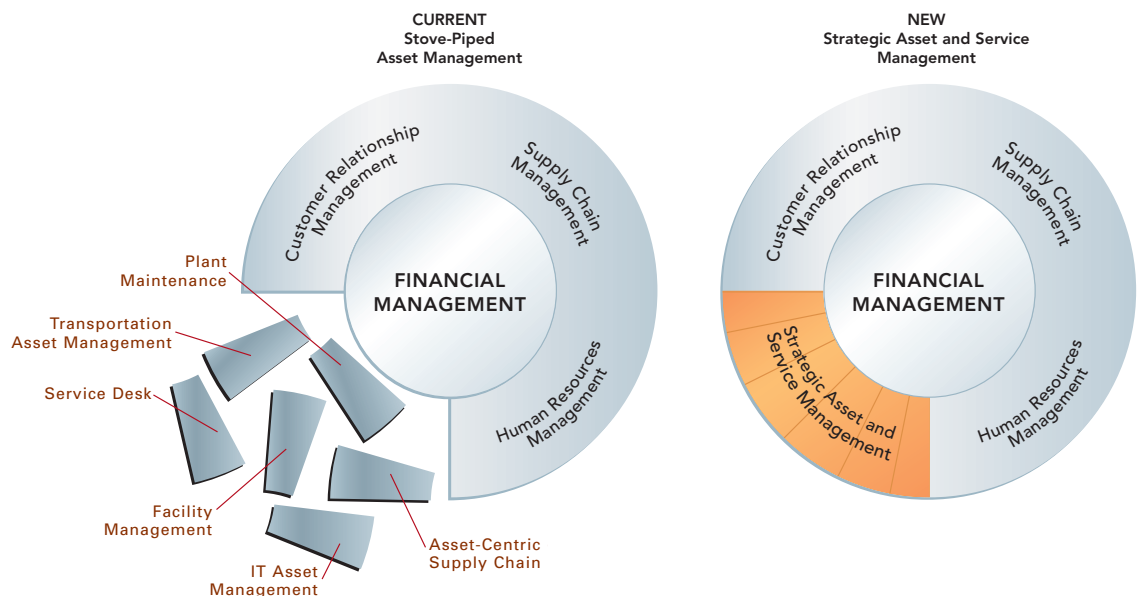 CURRENT
Stove-Piped
Asset Management
Customer Relationship
Management
Supply Chain
Management
FINANCIAL
MANAGEMENT
Human Resources
Management
Plant
Maintenance
Transportation
Asset Management
Service Desk
Facility
Management
IT Asset
Management
Asset-Centric
Supply Chain
NEW
Strategic Asset and Service
Management
Customer Relationship
Management
Supply Chain
Management
FINANCIAL
MANAGEMENT
Strategic Asset and
Service Management
Human Resources
Management